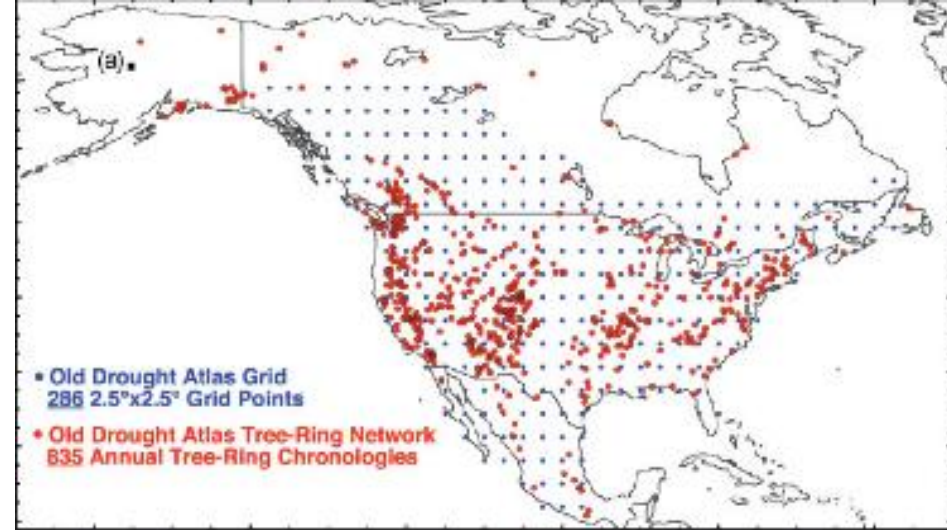 (a)
Old Drought Atlas Grid
286 2.5°x2.5° Grid Points
Old Drought Atlas Tree-Ring Network
835 Annual Tree-Ring Chronologies